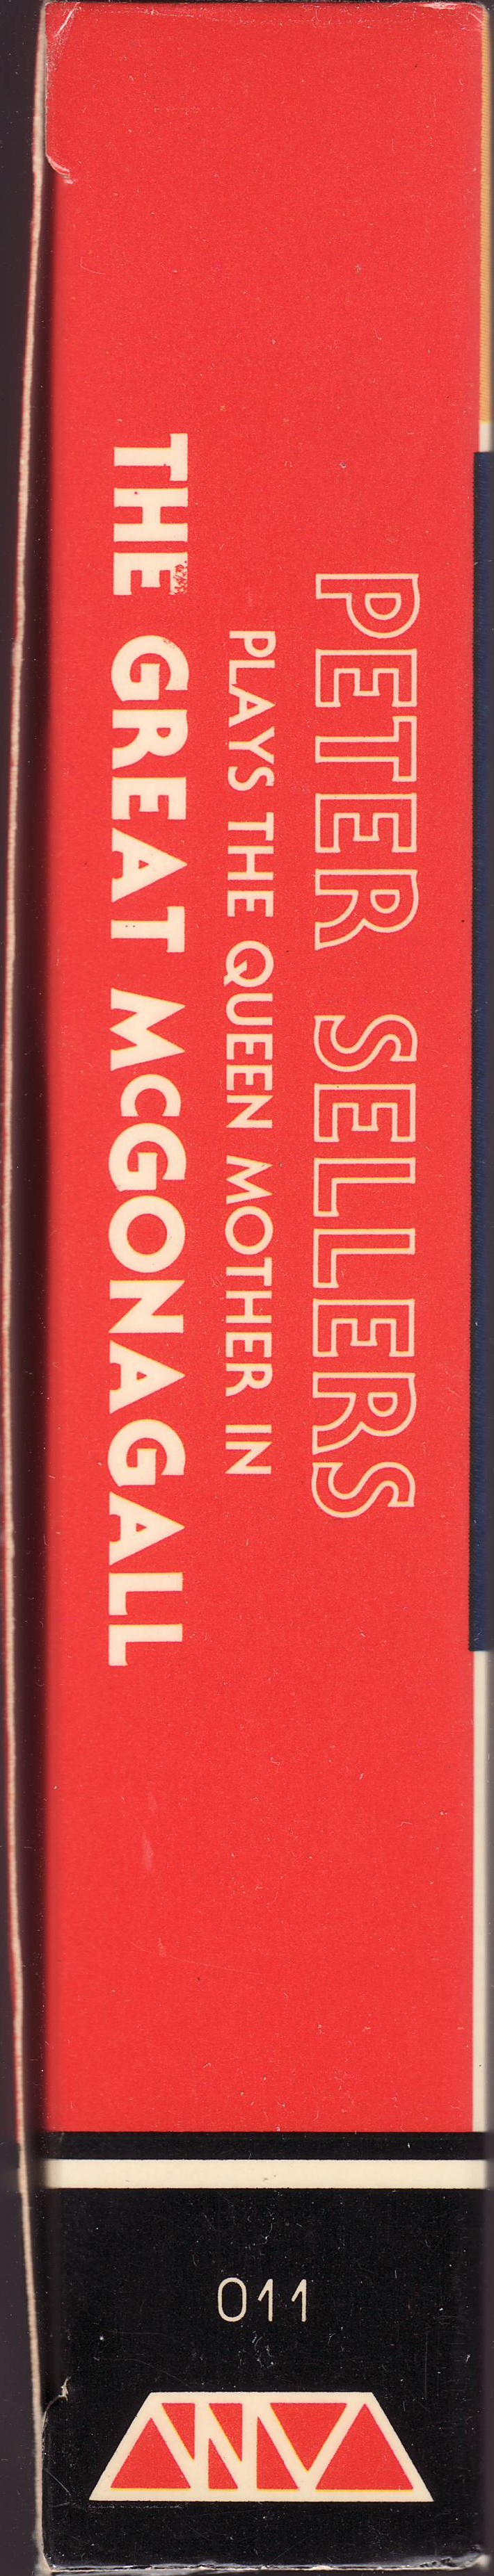 PETER SELLERS
PLAYS THE QUEEN MOTHER IN
THE GREAT McGONAGALL
011